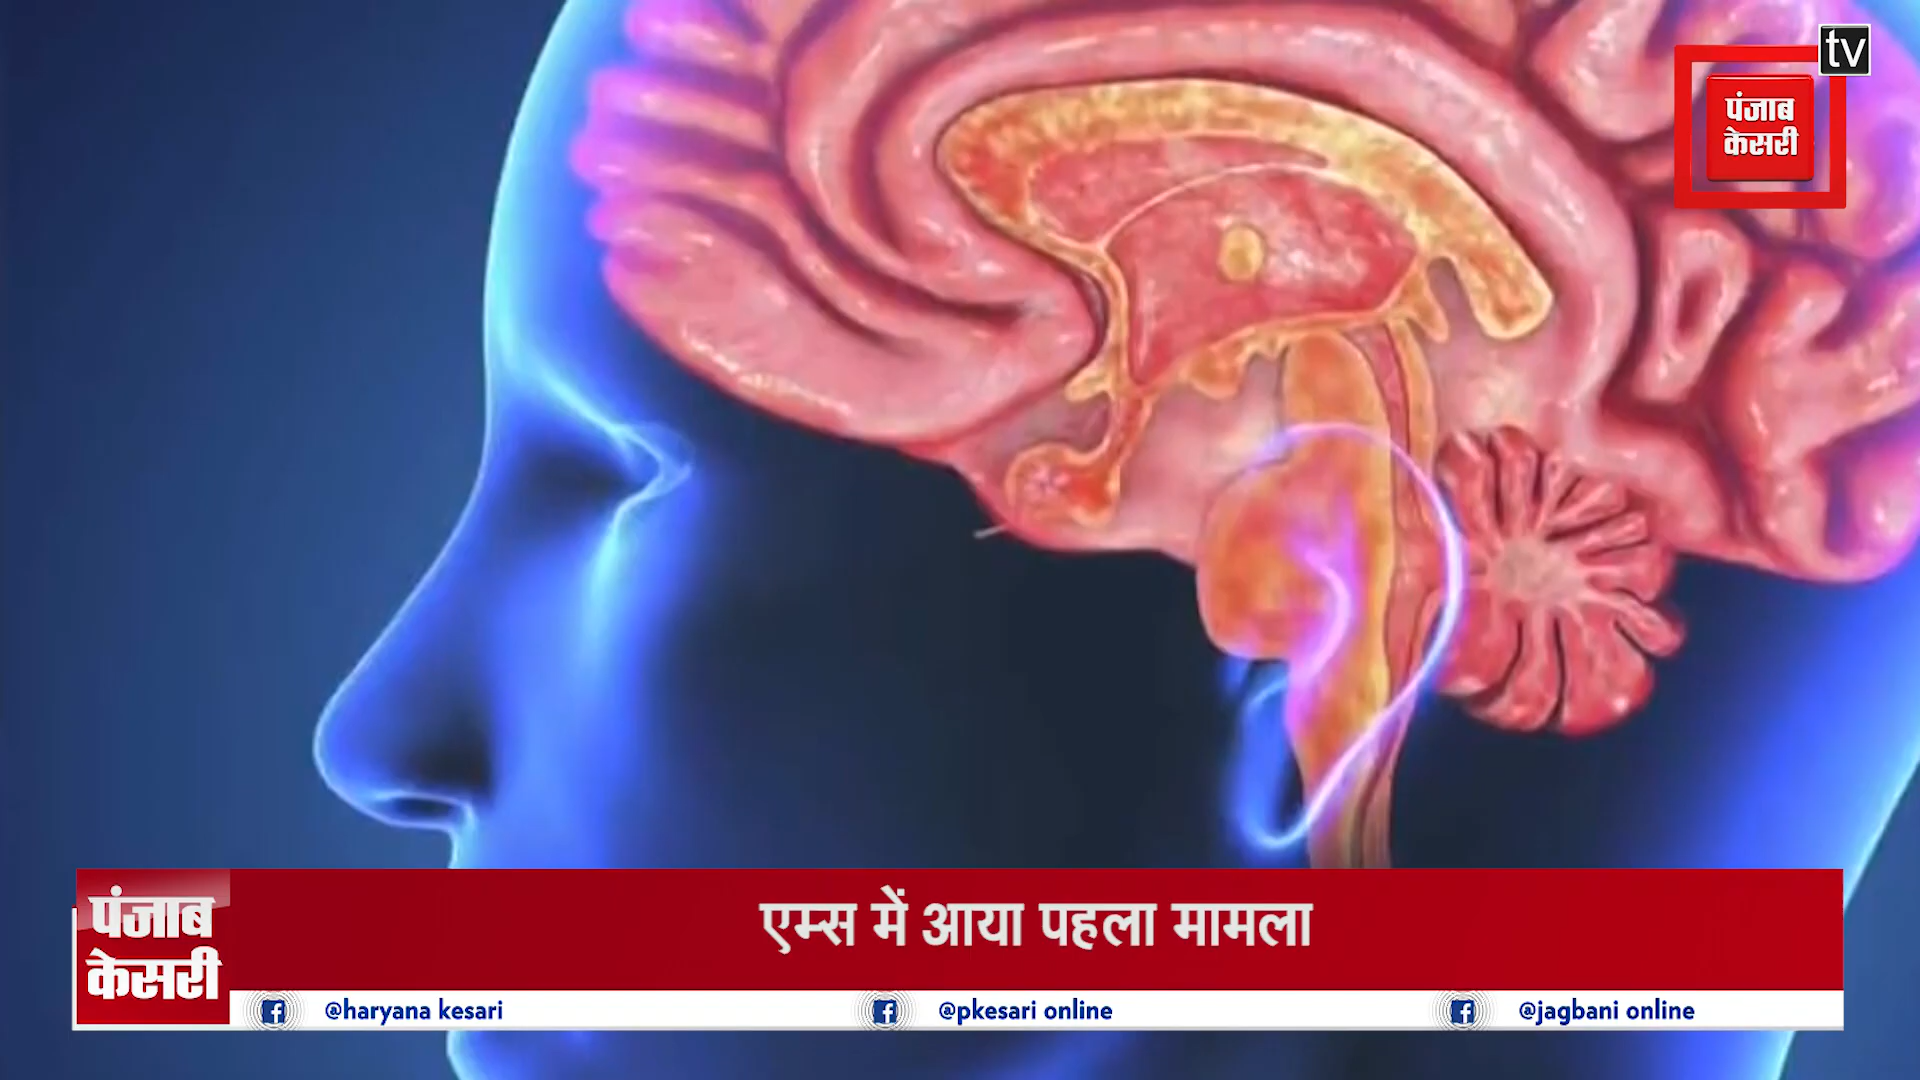 tv
पंजाब
केसरी
एम्स में आया पहला मामला
पंजाब
केसरी
@haryana kesari
@pkesari online
@jagbani online